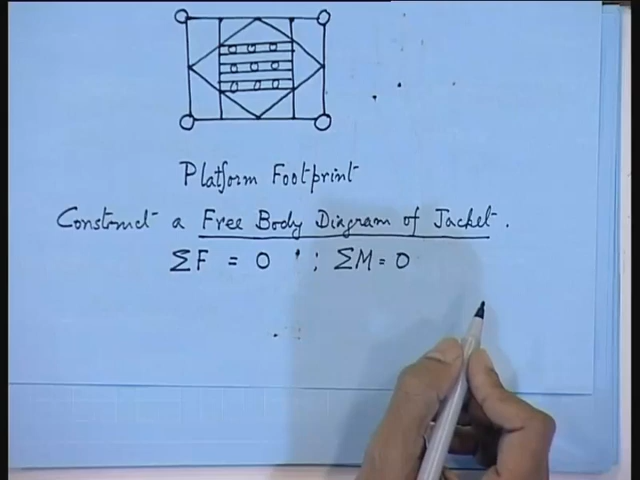 Platform Footprint
Construct a Free Body Diagram of Jacket.
ΣF = 0 ; ΣM = 0